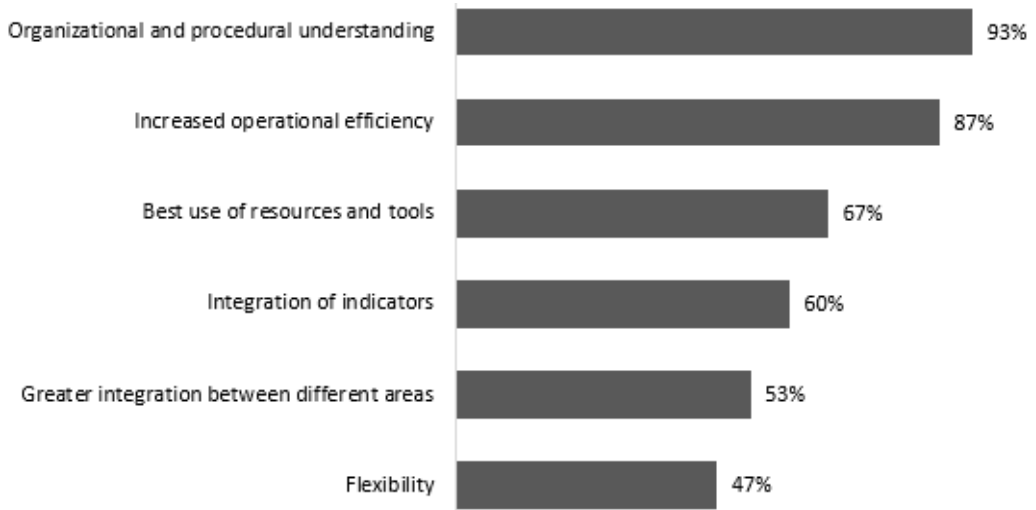 Organizational and procedural understanding 93%
Increased operational efficiency 87%
Best use of resources and tools 67%
Integration of indicators 60%
Greater integration between different areas 53%
Flexibility 47%